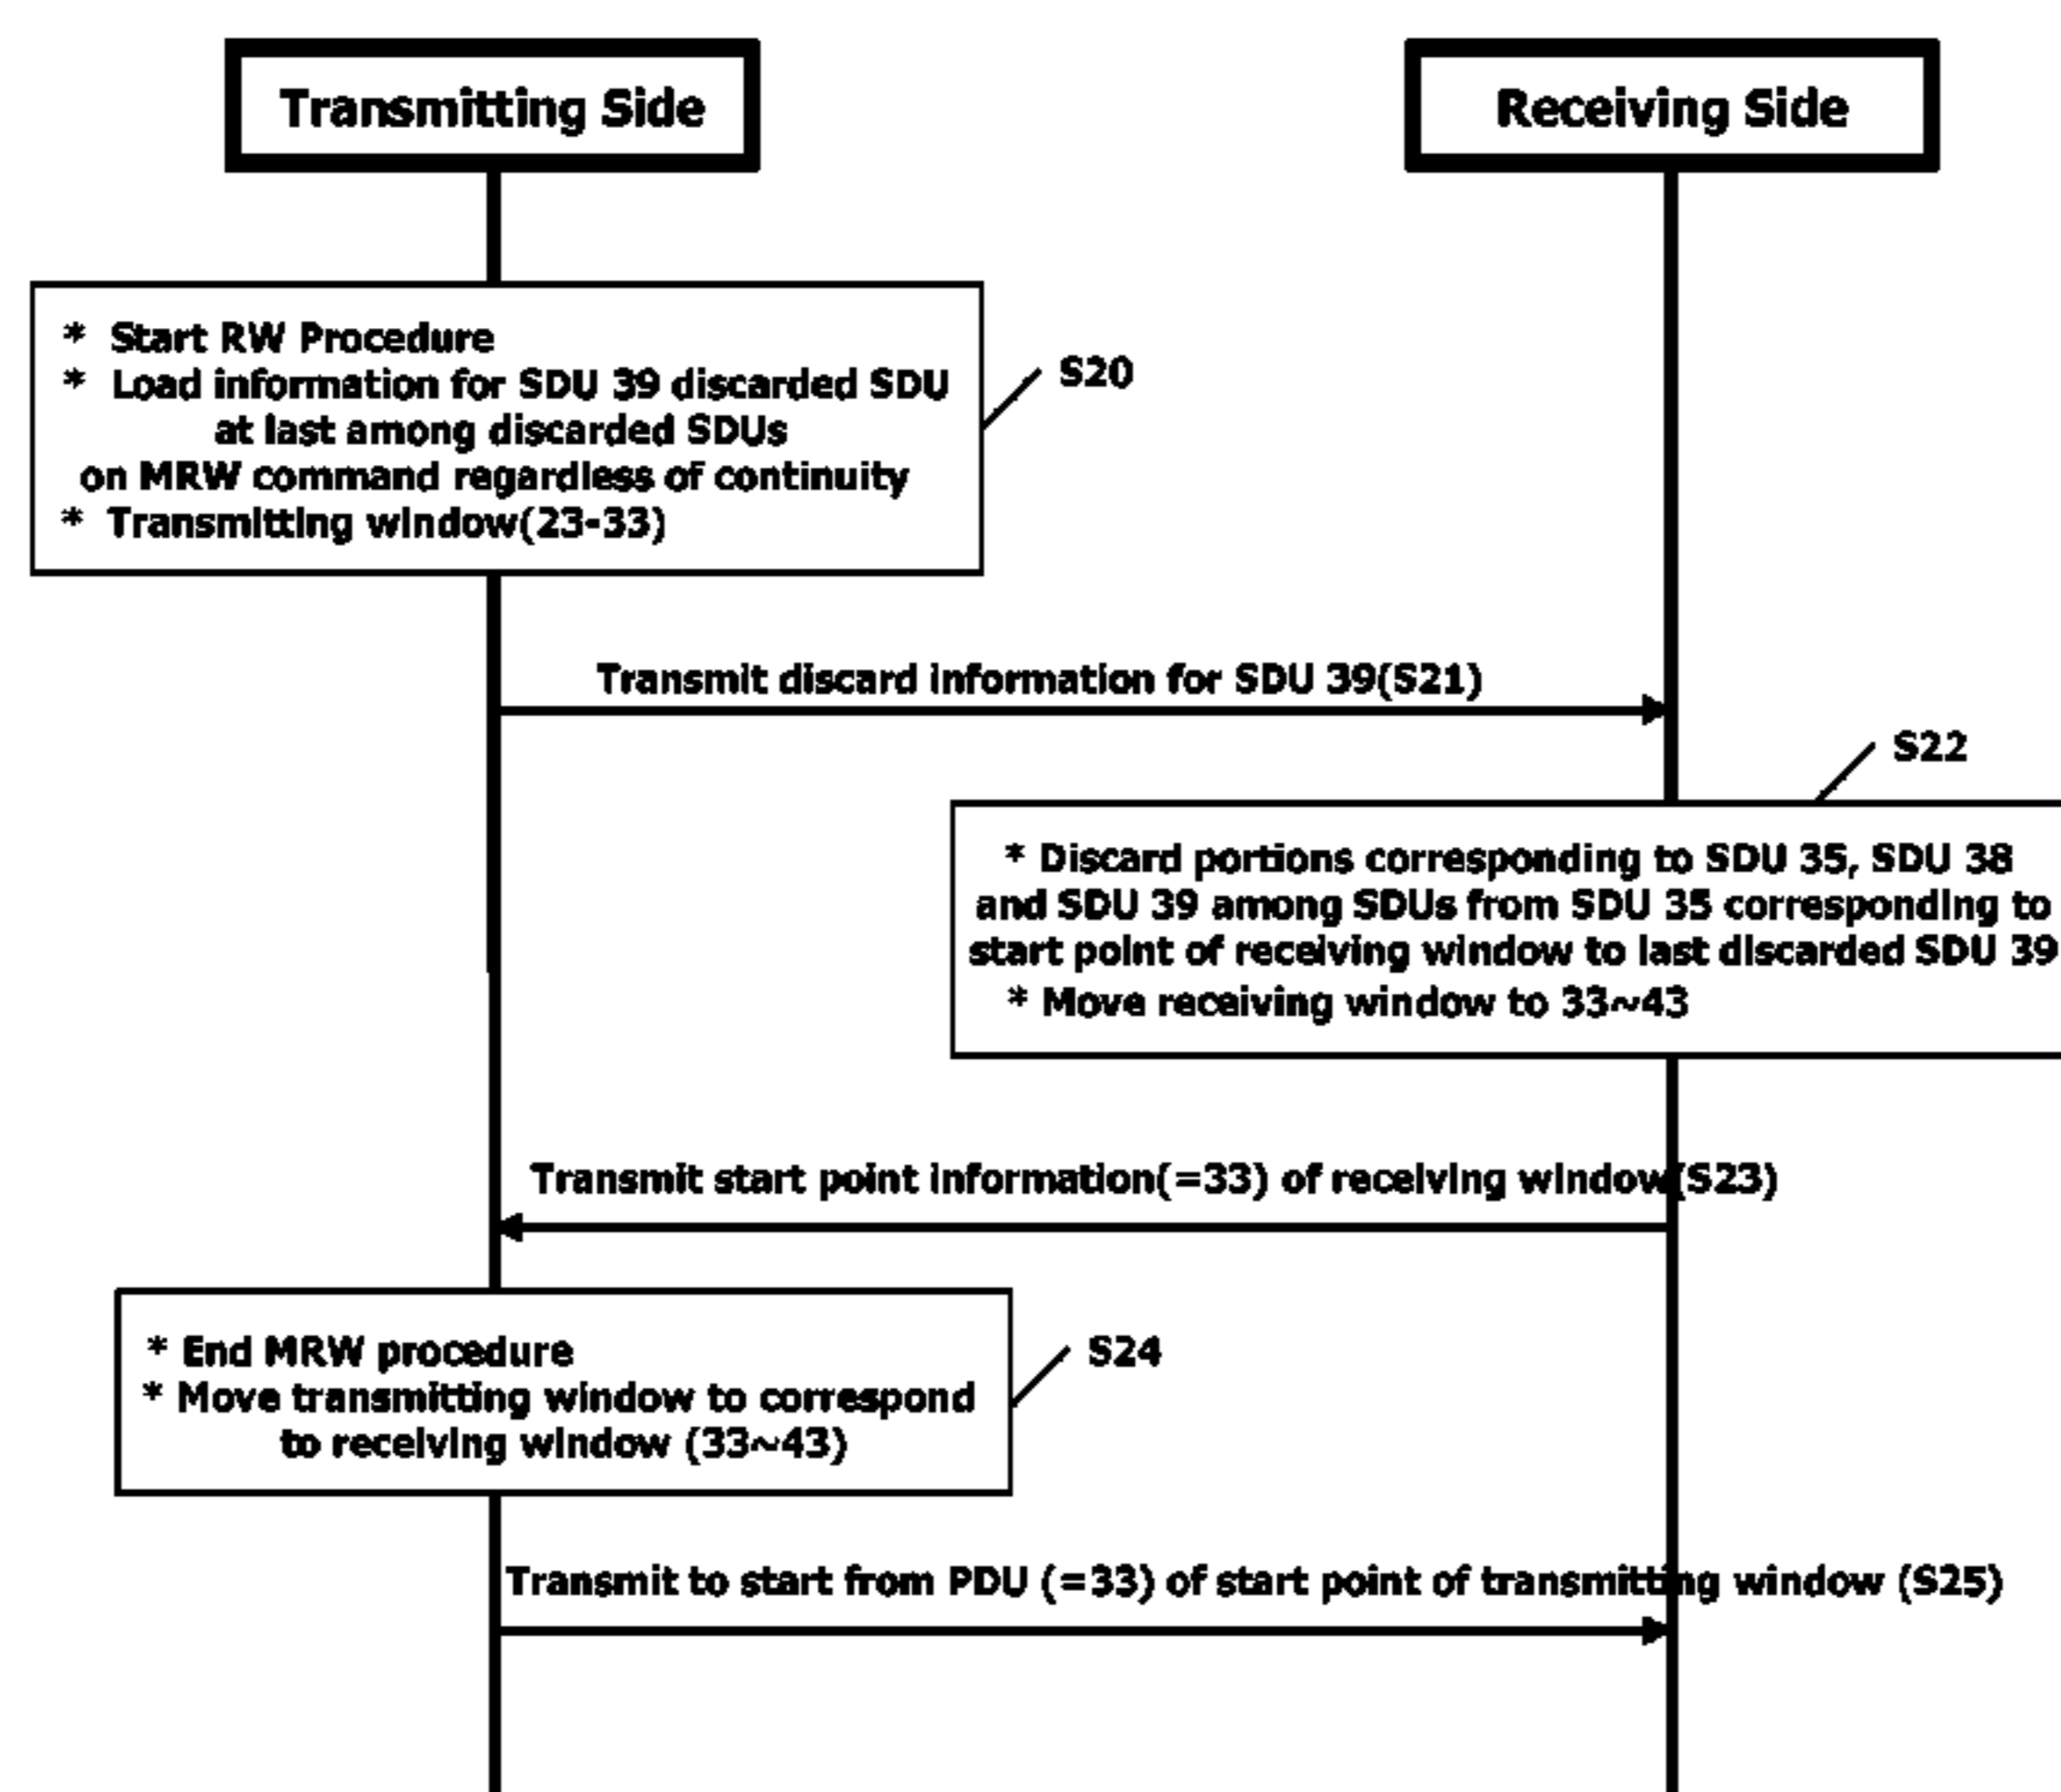 Transmitting Side
Receiving Side
* Start RW Procedure
* Load information for SDU 39 discarded SDU
at last among discarded SDUs
on MRW command regardless of continuity
* Transmitting window(23-33)
S20
Transmit discard information for SDU 39(S21)
S22
* Discard portions corresponding to SDU 35, SDU 38
and SDU 39 among SDUs from SDU 35 corresponding to
start point of receiving window to last discarded SDU 39
* Move receiving window to 33~43
Transmit start point information(=33) of receiving window(S23)
* End MRW procedure
* Move transmitting window to correspond
to receiving window (33~43)
S24
Transmit to start from PDU (=33) of start point of transmitting window (S25)